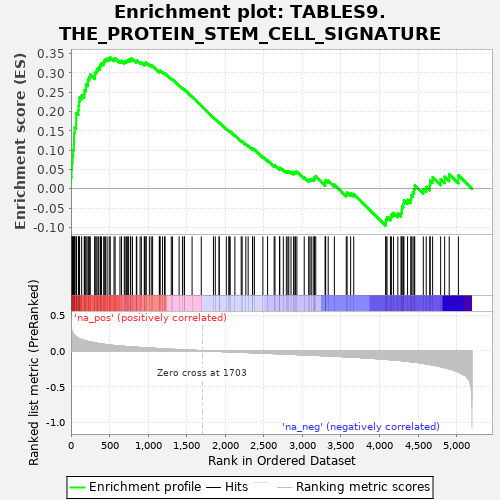 Enrichment plot: TABLES9.
THE_PROTEIN_STEM_CELL_SIGNATURE
Enrichment score (ES)
0.35
0.30
0.25
0.20
0.15
0.10
0.05
0.00
-0.05
-0.10
Ranked list metric (PreRanked)
0.5
0.0
-0.5
-1.0
'na_pos' (positively correlated)
Zero cross at 1703
'na_neg' (negatively correlated)
0
500
1,000
1,500
2,000
2,500
3,000
3,500
4,000
4,500
5,000
Rank in Ordered Dataset
Enrichment profile
Hits
Ranking metric scores